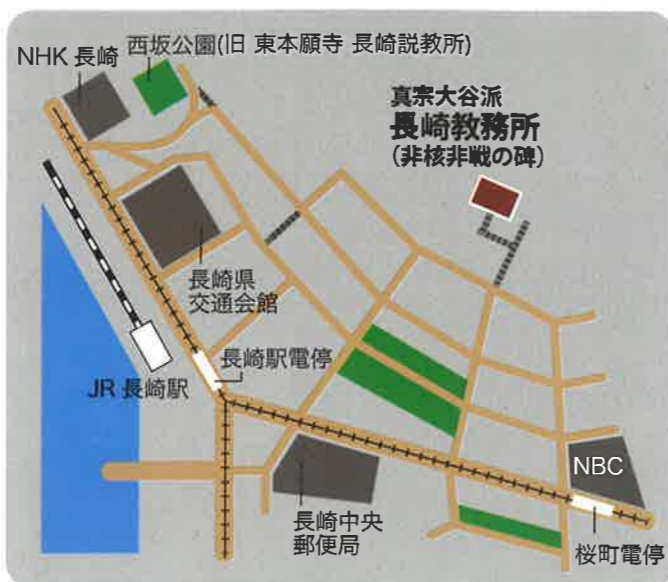 NHK 長崎
西坂公園(旧 東本願寺 長崎説教所)
真宗大谷派
長崎教務所
(非核非戦の碑)
長崎県
交通会館
長崎駅電停
JR 長崎駅
NBC
長崎中央
郵便局
桜町電停